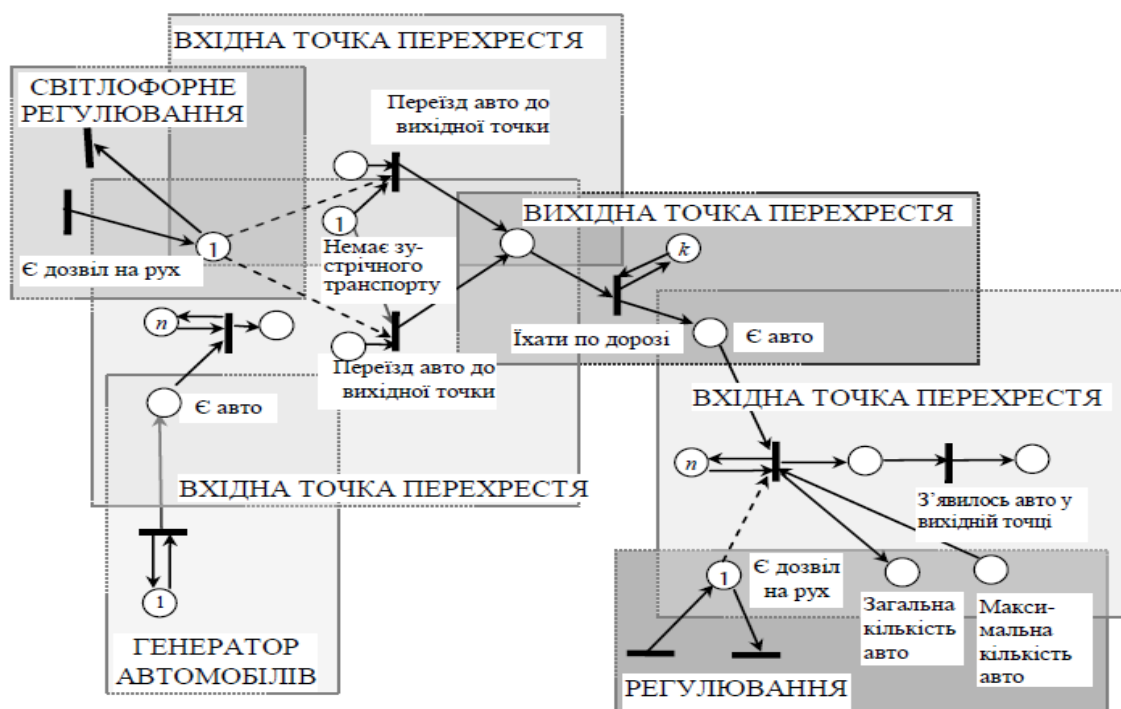 ВХІДНА ТОЧКА ПЕРЕХРЕСТЯ
СВІТЛОФОРНЕ
РЕГУЛЮВАННЯ
Переїзд авто до
вихідної точки
1
1
Є дозвіл на рух
Немає зу-
стрічного
транспорту
ВИХІДНА ТОЧКА ПЕРЕХРЕСТЯ
k
Їхати по дорозі
Є авто
n
Переїзд авто до
вихідної точки
Є авто
ВХІДНА ТОЧКА ПЕРЕХРЕСТЯ
1
ГЕНЕРАТОР
АВТОМОБІЛІВ
ВХІДНА ТОЧКА ПЕРЕХРЕСТЯ
n
З’явилось авто у
вихідній точці
1
Є дозвіл
на рух
Загальна
кількість
авто
Макси-
мальна
кількість
авто
РЕГУЛЮВАННЯ